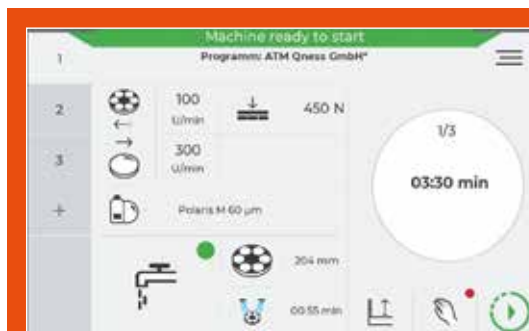 Machine ready to start
1
Programm: ATM Qness GmbH"
2
100
U/min
450 N
1/3
3
300
U/min
03:30 min
+
Polaris M 60 µm
204 mm
00:55 min